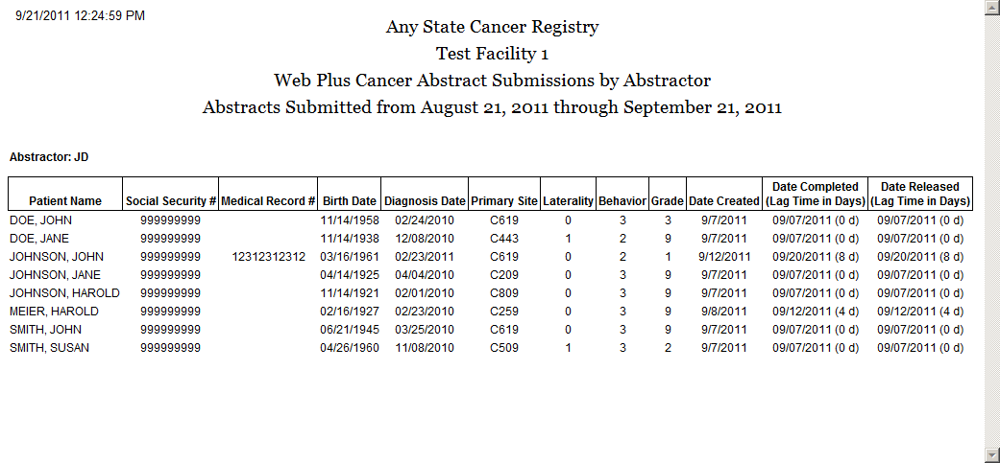 9/21/2011 12:24:59 PM
Any State Cancer Registry
Test Facility 1
Web Plus Cancer Abstract Submissions by Abstractor
Abstracts Submitted from August 21, 2011 through September 21, 2011
Abstractor: JD
Date Completed Date Released
Patient Name Social Security # Medical Record # Birth Date Diagnosis Date Primary Site Laterality Behavior Grade Date Created (Lag Time in Days) (Lag Time in Days)
DOE, JOHN 999999999 11/14/1958 02/24/2010 C619 0 3 3 9/7/2011 09/07/2011 (0 d) 09/07/2011 (0 d)
DOE, JANE 999999999 11/14/1938 12/08/2010 C443 1 2 9 9/7/2011 09/07/2011 (0 d) 09/07/2011 (0 d)
JOHNSON, JOHN 999999999 12312312312 03/16/1961 02/23/2011 C619 0 2 1 9/12/2011 09/20/2011 (8 d) 09/20/2011 (8 d)
JOHNSON, JANE 999999999 04/14/1925 04/04/2010 C209 0 3 9 9/7/2011 09/07/2011 (0 d) 09/07/2011 (0 d)
JOHNSON, HAROLD 999999999 11/14/1921 02/01/2010 C809 0 3 9 9/7/2011 09/07/2011 (0 d) 09/07/2011 (0 d)
MEIER, HAROLD 999999999 02/16/1927 02/23/2010 C259 0 3 9 9/8/2011 09/12/2011 (4 d) 09/12/2011 (4 d)
SMITH, JOHN 999999999 06/21/1945 03/25/2010 C619 0 3 9 9/7/2011 09/07/2011 (0 d) 09/07/2011 (0 d)
SMITH, SUSAN 999999999 04/26/1960 11/08/2010 C509 1 3 2 9/7/2011 09/07/2011 (0 d) 09/07/2011 (0 d)